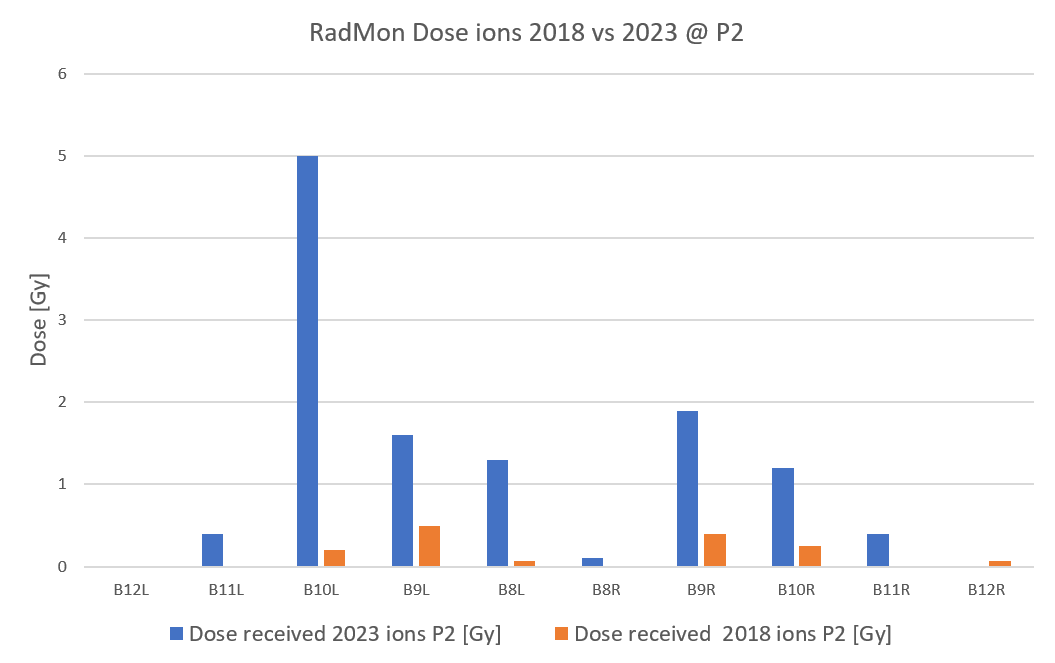 RadMon Dose ions 2018 vs 2023 @ P2
6
5
4
3
2
1
0
Dose [Gy]
B12L B11L B10L B9L B8L B8R B9R B10R B11R B12R
Dose received 2023 ions P2 [Gy] Dose received  2018 ions P2 [Gy]